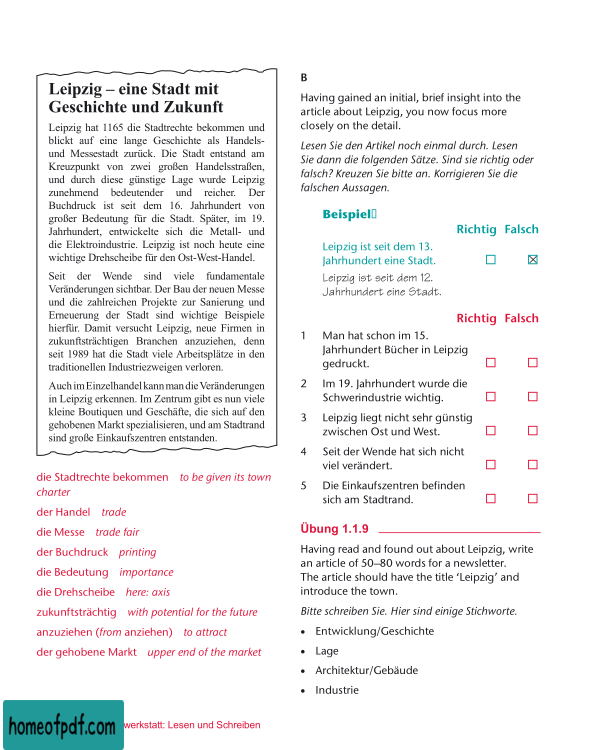 Leipzig – eine Stadt mit
Geschichte und Zukunft
Leipzig hat 1165 die Stadtrechte bekommen und
blickt auf eine lange Geschichte als Handels-
und Messestadt zurück. Die Stadt entstand am
Kreuzpunkt von zwei großen Handelsstraßen,
und durch diese günstige Lage wurde Leipzig
zunehmend bedeutender und reicher. Der
Buchdruck ist seit dem 16. Jahrhundert von
großer Bedeutung für die Stadt. Später, im 19.
Jahrhundert, entwickelte sich die Metall- und
die Elektroindustrie. Leipzig ist noch heute eine
wichtige Drehscheibe für den Ost-West-Handel.
Seit der Wende sind viele fundamentale
Veränderungen sichtbar. Der Bau der neuen Messe
und die zahlreichen Projekte zur Sanierung und
Erneuerung der Stadt sind wichtige Beispiele
hierfür. Damit versucht Leipzig, neue Firmen in
zukunftsträchtigen Branchen anzuziehen, denn
seit 1989 hat die Stadt viele Arbeitsplätze in den
traditionellen Industriezweigen verloren.
Auch im Einzelhandel kann man die Veränderungen
in Leipzig erkennen. Im Zentrum gibt es nun viele
kleine Boutiquen und Geschäfte, die sich auf den
gehobenen Markt spezialisieren, und am Stadtrand
sind große Einkaufszentren entstanden.
die Stadtrechte bekommen to be given its town
charter
der Handel trade
die Messe trade fair
der Buchdruck printing
die Bedeutung importance
die Drehscheibe here: axis
zukunftsträchtig with potential for the future
anzuziehen (from anziehen) to attract
der gehobene Markt upper end of the market
B
Having gained an initial, brief insight into the
article about Leipzig, you now focus more
closely on the detail.
Lesen Sie den Artikel noch einmal durch. Lesen
Sie dann die folgenden Sätze. Sind sie richtig oder
falsch? Kreuzen Sie bitte an. Korrigieren Sie die
falschen Aussagen.
Beispiel
Richtig Falsch
Leipzig ist seit dem 13.
Jahrhundert eine Stadt.
Leipzig ist seit dem 12.
Jahrhundert eine Stadt.
Richtig Falsch
1 Man hat schon im 15.
Jahrhundert Bücher in Leipzig
gedruckt.
2 Im 19. Jahrhundert wurde die
Schwerindustrie wichtig.
3 Leipzig liegt nicht sehr günstig
zwischen Ost und West.
4 Seit der Wende hat sich nicht
viel verändert.
5 Die Einkaufszentren befinden
sich am Stadtrand.
Übung 1.1.9
Having read and found out about Leipzig, write
an article of 50–80 words for a newsletter.
The article should have the title ‘Leipzig’ and
introduce the town.
Bitte schreiben Sie. Hier sind einige Stichworte.
• Entwicklung/Geschichte
• Lage
• Architektur/Gebäude
• Industrie
homeofpdf.com
werkstatt: Lesen und Schreiben